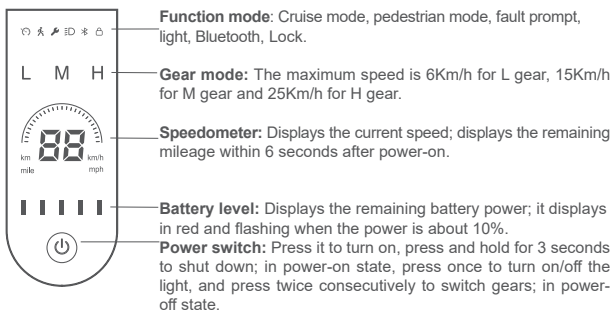 Function mode: Cruise mode, pedestrian mode, fault prompt,
light, Bluetooth, Lock.
L M H
Gear mode: The maximum speed is 6Km/h for L gear, 15Km/h
for M gear and 25Km/h for H gear.
88
km km/h
mile mph
Speedometer: Displays the current speed; displays the remaining
mileage within 6 seconds after power-on.
Battery level: Displays the remaining battery power; it displays
in red and flashing when the power is about 10%.
Power switch: Press it to turn on, press and hold for 3 seconds
to shut down; in power-on state, press once to turn on/off the
light, and press twice consecutively to switch gears; in power-
off state.